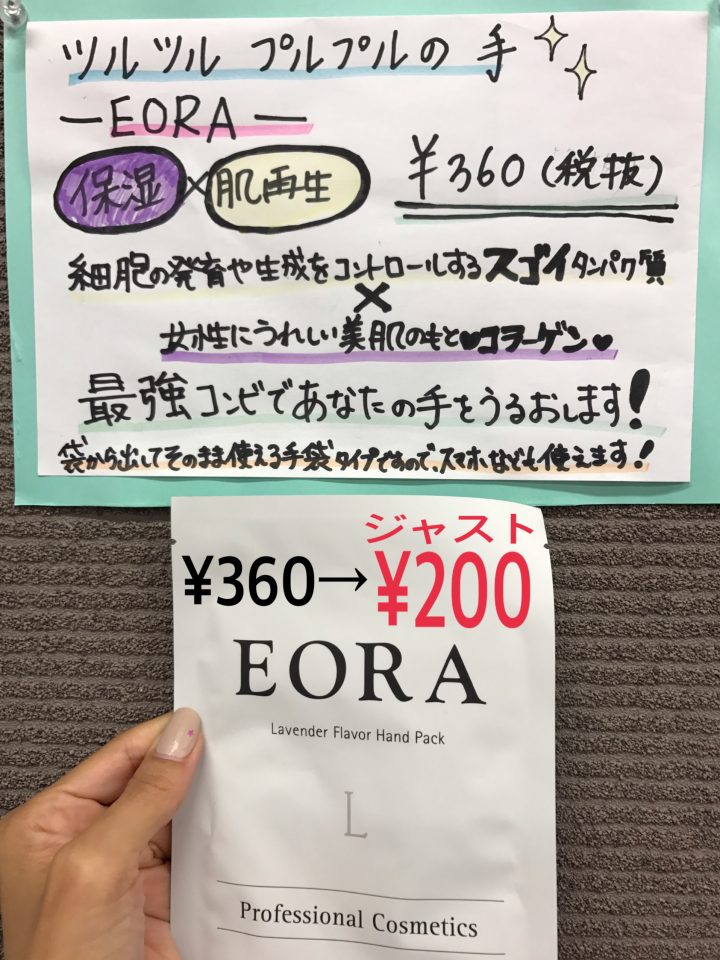 ツルツル プルプルの 手
ーEORAー
保湿×肌再生 ¥360(税抜)
細胞の発育や生成をコントロールするスゴイタンパク質
×
女性にうれしい美肌のもと♥コラーゲン♥
最強コンビであなたの手をうるおします!
袋から出してそのまま使える手袋タイプですので、スマホなども使えます!
ジャスト
¥360→¥200
EORA
Lavender Flavor Hand Pack
L
Professional Cosmetics